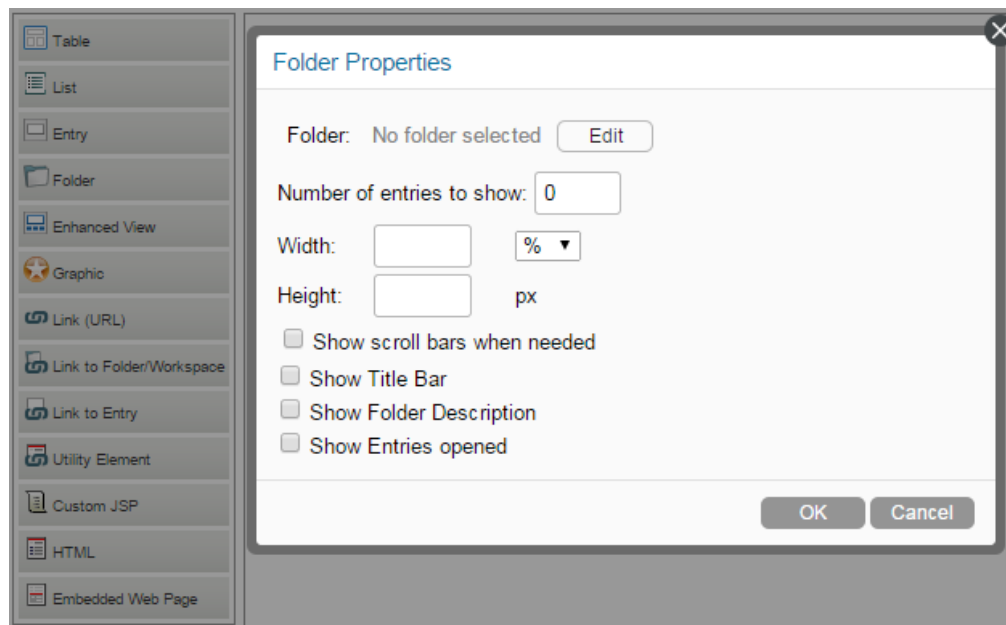 Table
List
Entry
Folder
Enhanced View
Graphic
Link (URL)
Link to Folder/Workspace
Link to Entry
Utility Element
Custom JSP
HTML
Embedded Web Page
Folder Properties
Folder: No folder selected Edit
Number of entries to show: 0
Width: %
Height: px
Show scroll bars when needed
Show Title Bar
Show Folder Description
Show Entries opened
OK Cancel